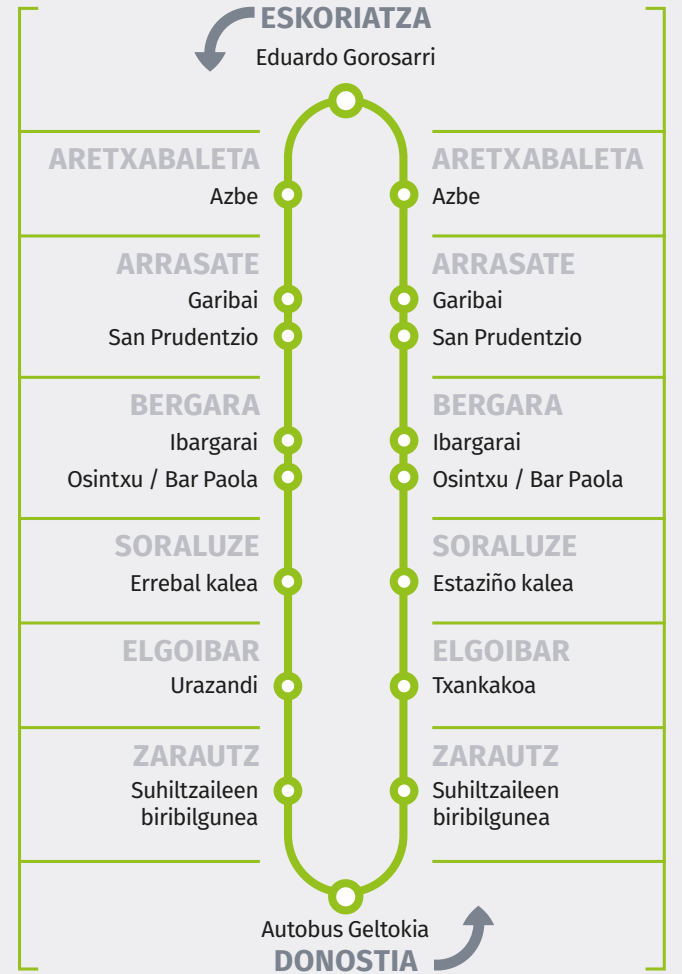 ESKORIATZA
Eduardo Gorosarri
ARETXABALETA
Azbe
ARRASATE
Garibai
San Prudentzio
BERGARA
Ibargarai
Osintxu / Bar Paola
SORALUZE
Errebal kalea
ELGOIBAR
Urazandi
ZARAUTZ
Suhiltzaileen
biribilgunea
ARETXABALETA
Azbe
ARRASATE
Garibai
San Prudentzio
BERGARA
Ibargarai
Osintxu / Bar Paola
SORALUZE
Estaziño kalea
ELGOIBAR
Txankakoa
ZARAUTZ
Suhiltzaileen
biribilgunea
Autobus Geltokia
DONOSTIA